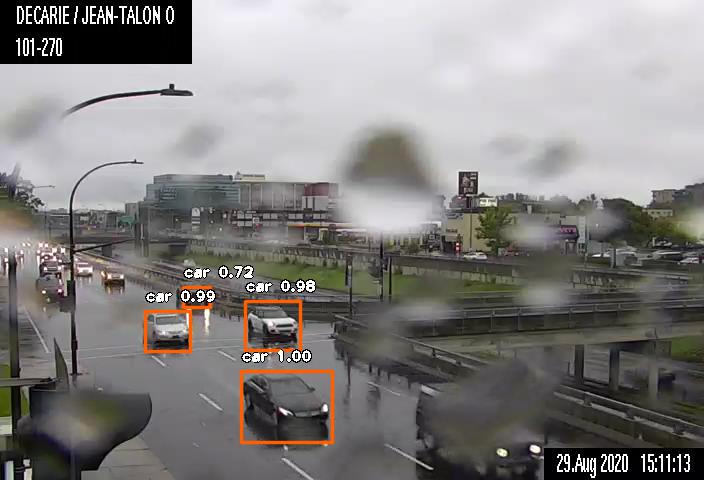 DECARIE / JEAN-TALON O
101-270
car 0.72
car 0.99
car 0.98
car 1.00
29.Aug 2020 15:11:13